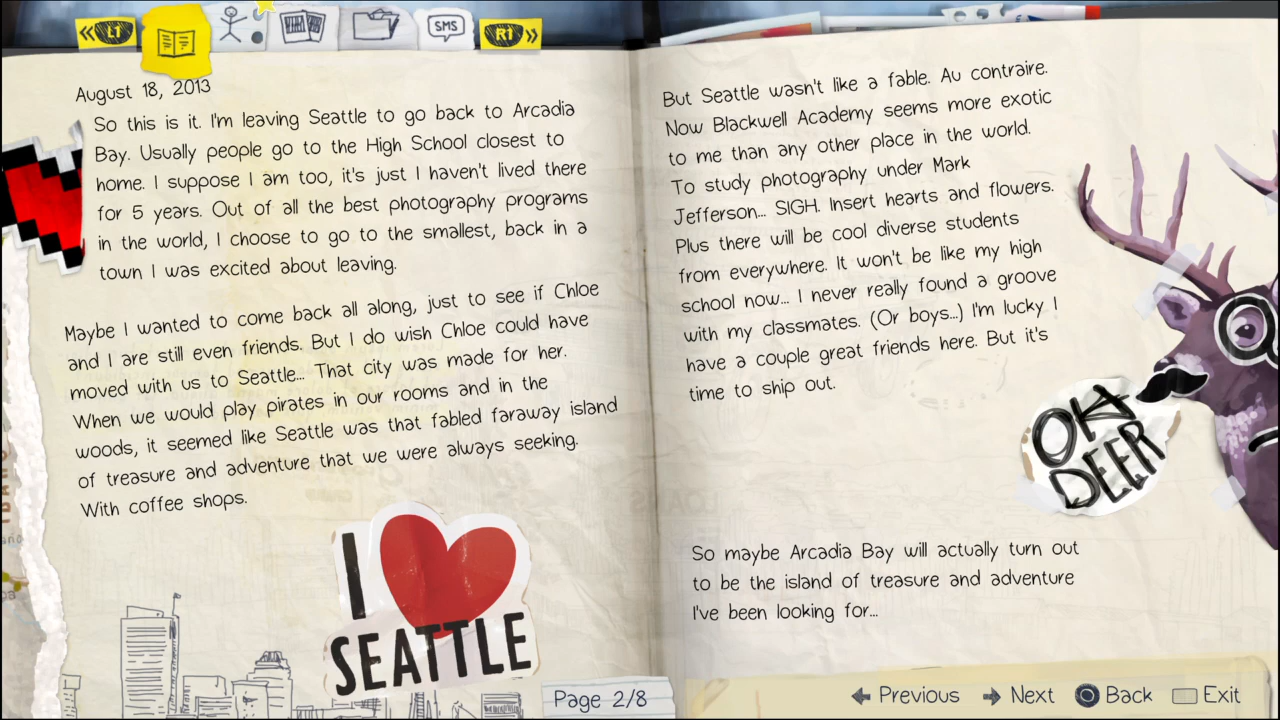 L1
SMS
R1
August 18, 2013
So this is it. I'm leaving Seattle to go back to Arcadia
Bay. Usually people go to the High School closest to
home. I suppose I am too, it's just I haven't lived there
for 5 years. Out of all the best photography programs
in the world, I choose to go to the smallest, back in a
town I was excited about leaving.
Maybe I wanted to come back all along, just to see if Chloe
and I are still even friends. But I do wish Chloe could have
moved with us to Seattle... That city was made for her.
When we would play pirates in our rooms and in the
woods, it seemed like Seattle was that fabled faraway island
of treasure and adventure that we were always seeking.
With coffee shops.
I
SEATTLE
But Seattle wasn't like a fable. Au contraire.
Now Blackwell Academy seems more exotic
to me than any other place in the world.
To study photography under Mark
Jefferson... SIGH. Insert hearts and flowers.
Plus there will be cool diverse students
from everywhere. It won't be like my high
school now... I never really found a groove
with my classmates. (Or boys...) I'm lucky I
have a couple great friends here. But it's
time to ship out.
OH
DEER
So maybe Arcadia Bay will actually turn out
to be the island of treasure and adventure
I've been looking for...
Page 2/8
Previous Next Back Exit